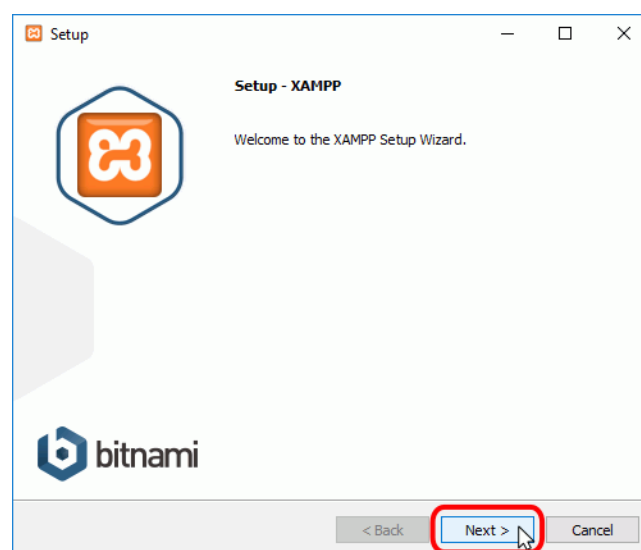 Setup
Setup - XAMPP
Welcome to the XAMPP Setup Wizard.
bitnami
< Back
Next >
Cancel